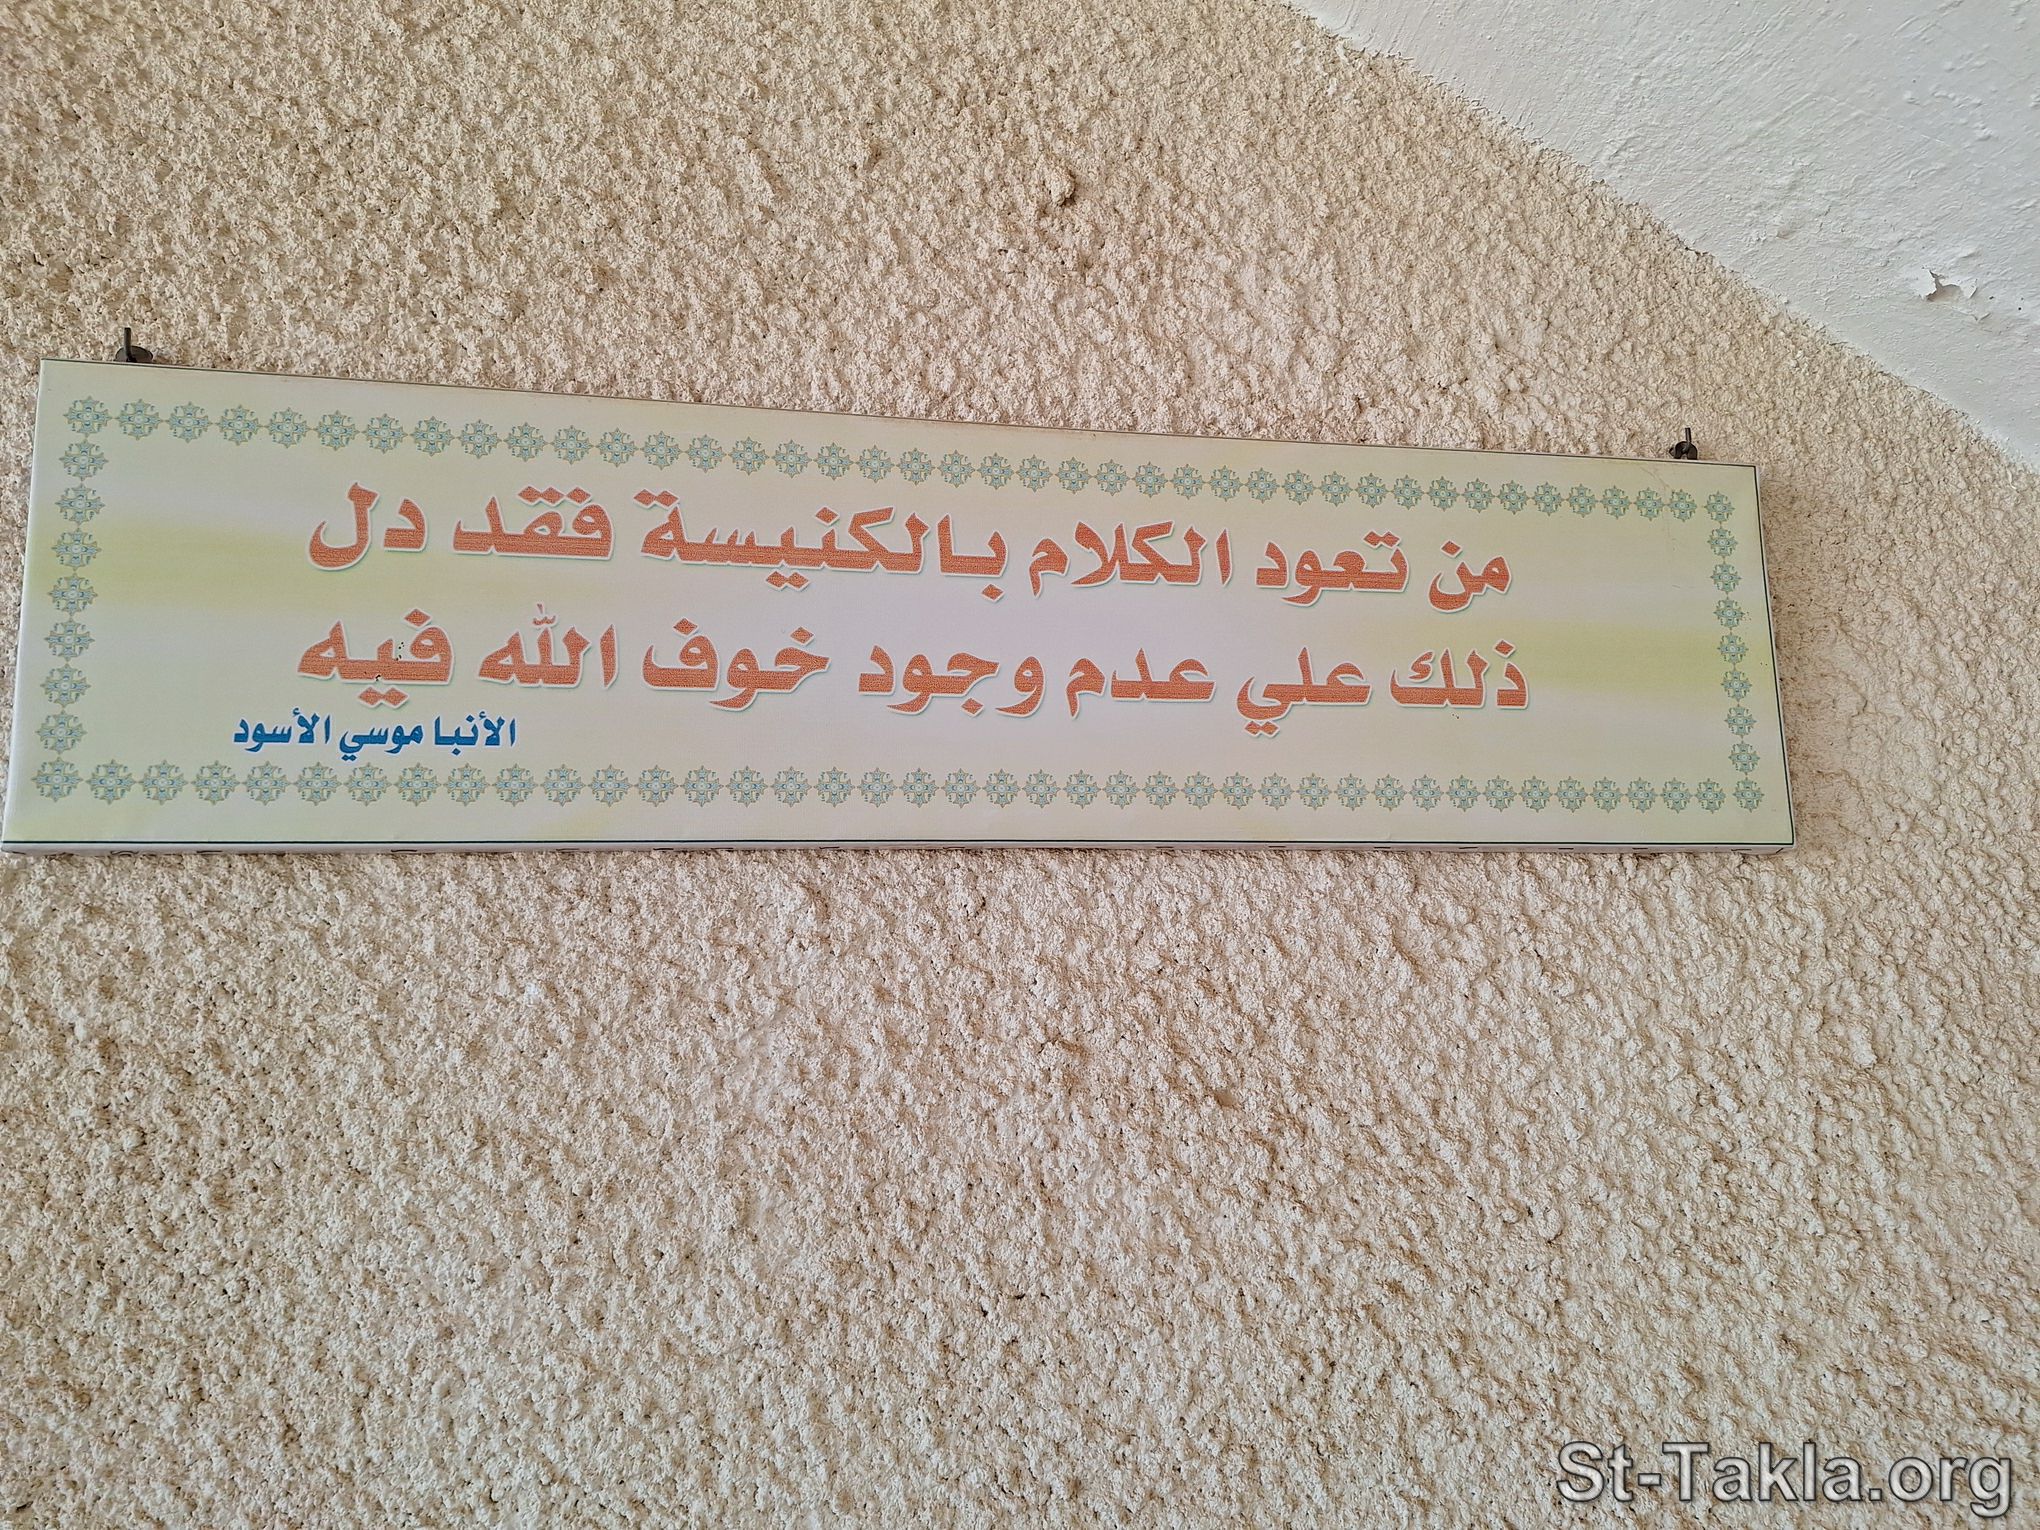 من تعود الكلام بالكنيسة فقد دل
ذلك علي عدم وجود خوف الله فيه
الأنبا موسي الأسود
St-Takla.org